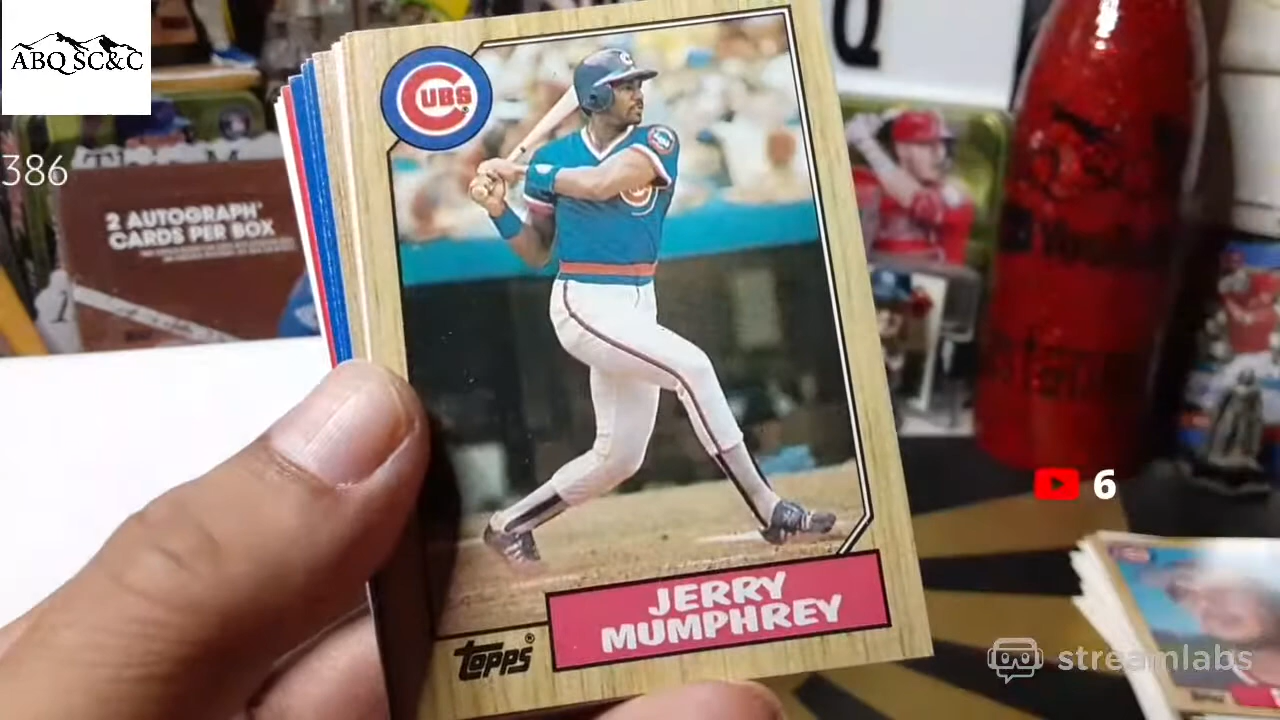 ABQ SC&C
386
2 AUTOGRAPH
CARDS PER BOX
CUBS
JERRY
MUMPHREY
Topps
6
streamlabs